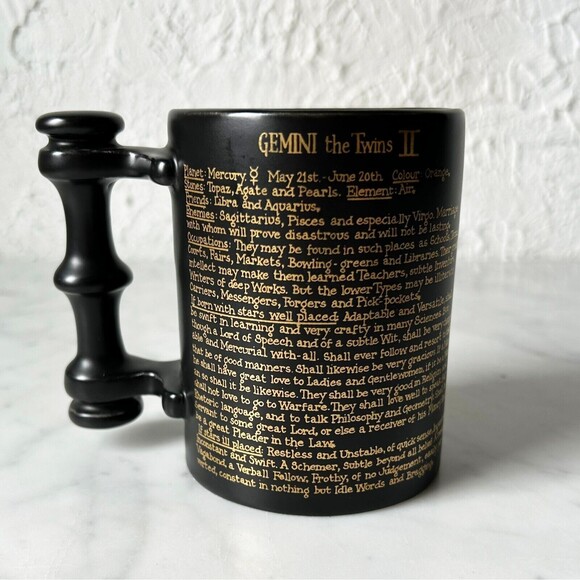 GEMINI the Twins II
Planet: Mercury. ☿ May 21st. - June 20th Colour: Orange.
Stones: Topaz, Agate and Pearls. Element: Air.
Friends: Libra and Aquarius.
Enemies: Sagittarius, Pisces and especially Virgo.
with whom will prove disastrous and will not be lasting.
Occupations: They may be found in such places as
Courts, Fairs, Markets, Bowling-greens and Libraries.
intellect may make them learned Teachers, subtle
Writers of deep Works. But the lower Types may be
Carriers, Messengers, Forgers and Pick-pockets.
If born with stars well placed: Adaptable and Versatile,
be swift in learning and very crafty in many Sciences.
though a Lord of Speech and of a subtle Wit, shall be very
able and Mercurial with-all. Shall ever follow and resort
that be of good manners. Shall likewise be very gracious.
he shall have great love to Ladies and Gentlewomen, if
so shall it be likewise. They shall be very good in
shall not love to go to Warfare. They shall love well to
rhetoric language, and to talk Philosophy and Geometry.
servant to some great Lord, or else a receiver of his
a great Pleader in the Law.
If stars ill placed: Restless and Unstable, of quick sense,
Inconstant and Swift. A Schemer, Subtle beyond all
Vagabond, a Verball Fellow, Frothy, of no Judgement,
constant in nothing but Idle Words and